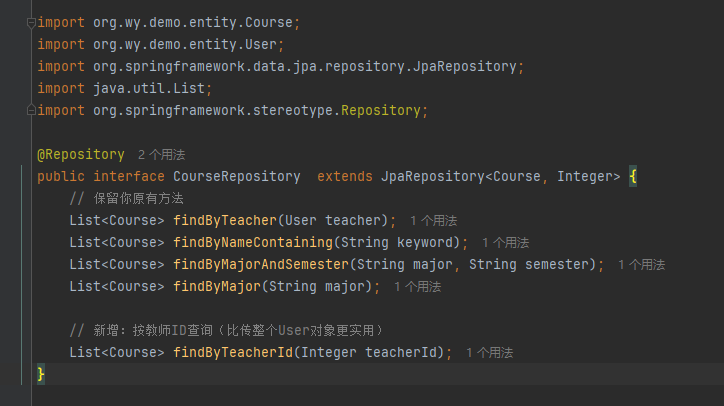 import org.wy.demo.entity.Course;
import org.wy.demo.entity.User;
import org.springframework.data.jpa.repository.JpaRepository;
import java.util.List;
import org.springframework.stereotype.Repository;
@Repository 2 个用法
public interface CourseRepository  extends JpaRepository<Course, Integer> {
// 保留你原有方法
List<Course> findByTeacher(User teacher); 1 个用法
List<Course> findByNameContaining(String keyword); 1 个用法
List<Course> findByMajorAndSemester(String major, String semester); 1 个用法
List<Course> findByMajor(String major); 1 个用法
// 新增：按教师ID查询（比传整个User对象更实用）
List<Course> findByTeacherId(Integer teacherId); 1 个用法
}